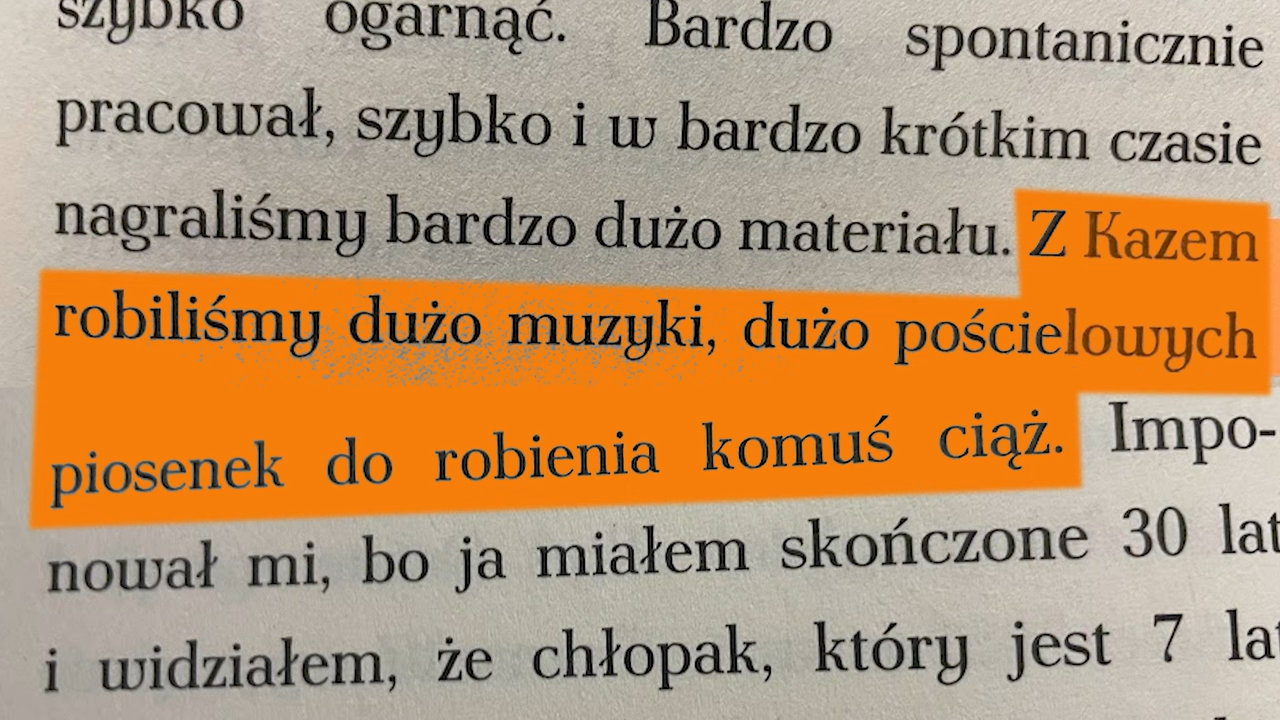 szybko ogarnąć. Bardzo spontanicznie
pracował, szybko i w bardzo krótkim czasie
nagraliśmy bardzo dużo materiału. Z Kazem
robiliśmy dużo muzyki, dużo pościelowych
piosenek do robienia komuś ciąż. Impo-
nował mi, bo ja miałem skończone 30 lat
i widziałem, że chłopak, który jest 7 lat